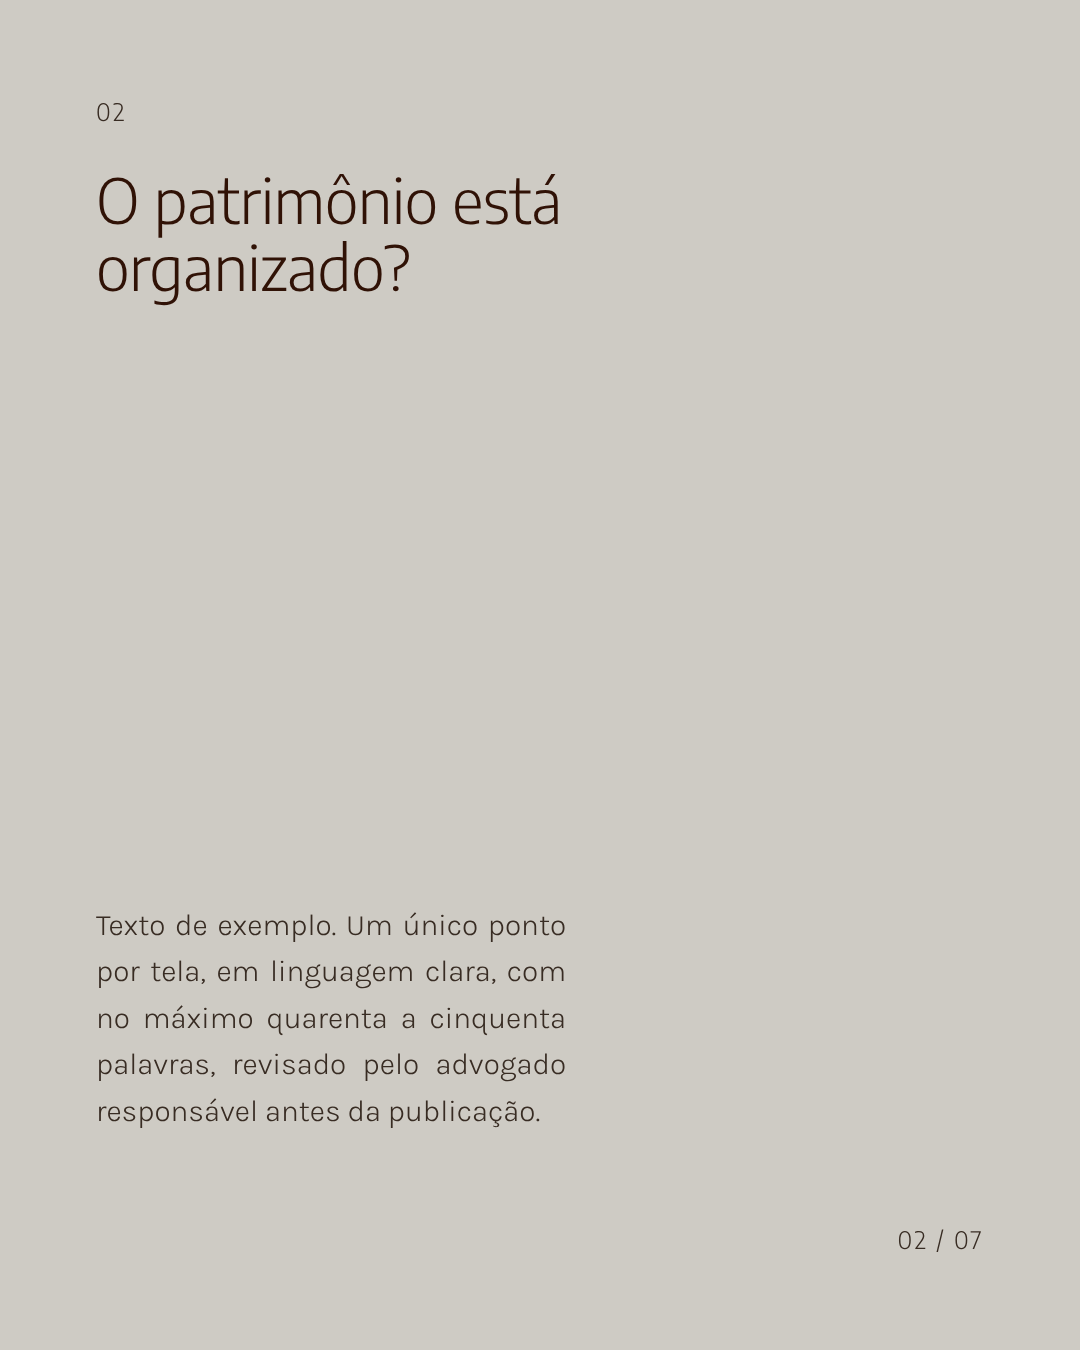 02
O patrimônio está
organizado?
Texto de exemplo. Um único ponto
por tela, em linguagem clara, com
no máximo quarenta a cinquenta
palavras, revisado pelo advogado
responsável antes da publicação.
02 / 07